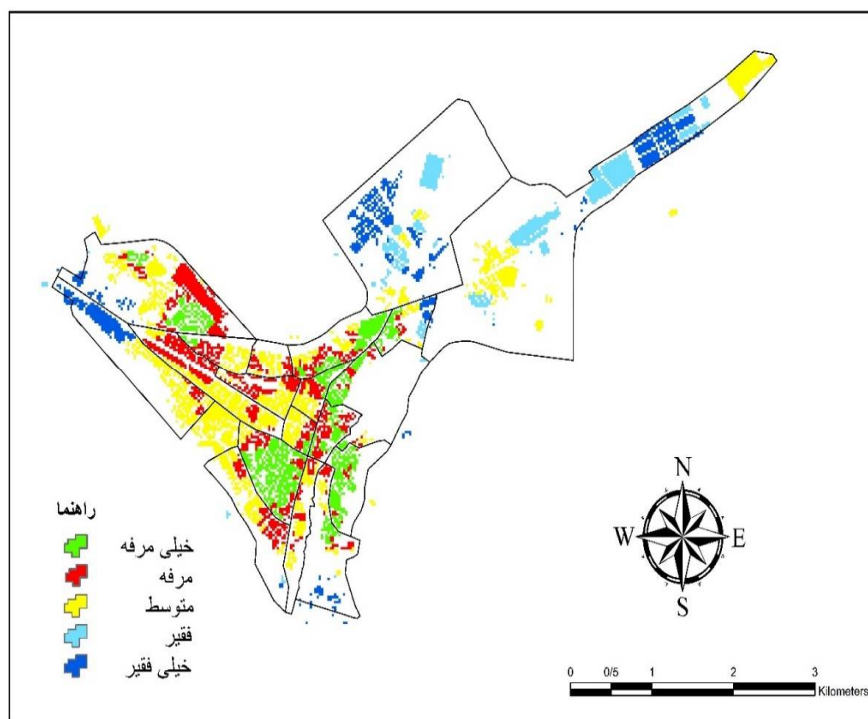 N
W E
S
راهنما
خیلی مرفه
مرفه
متوسط
فقیر
خیلی فقیر
0 0/5 1 2 3
Kilometers